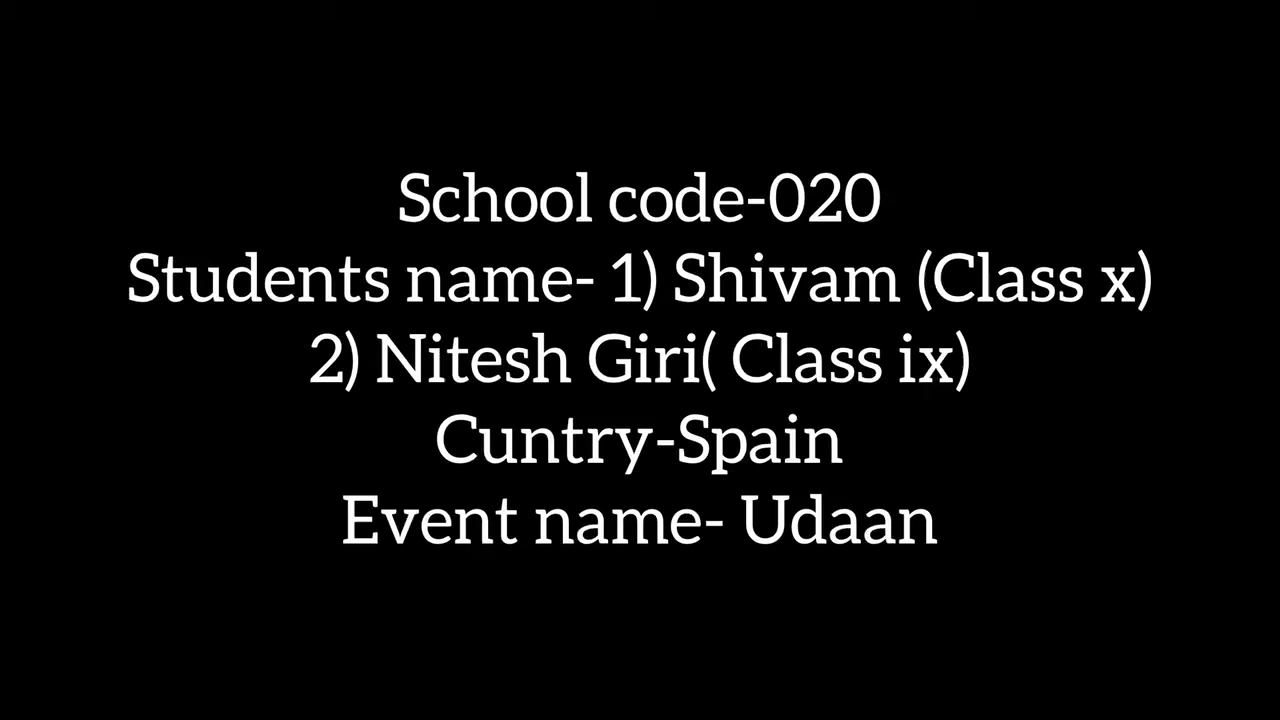 School code-020
Students name- 1) Shivam (Class x)
2) Nitesh Giri( Class ix)
Cuntry-Spain
Event name- Udaan